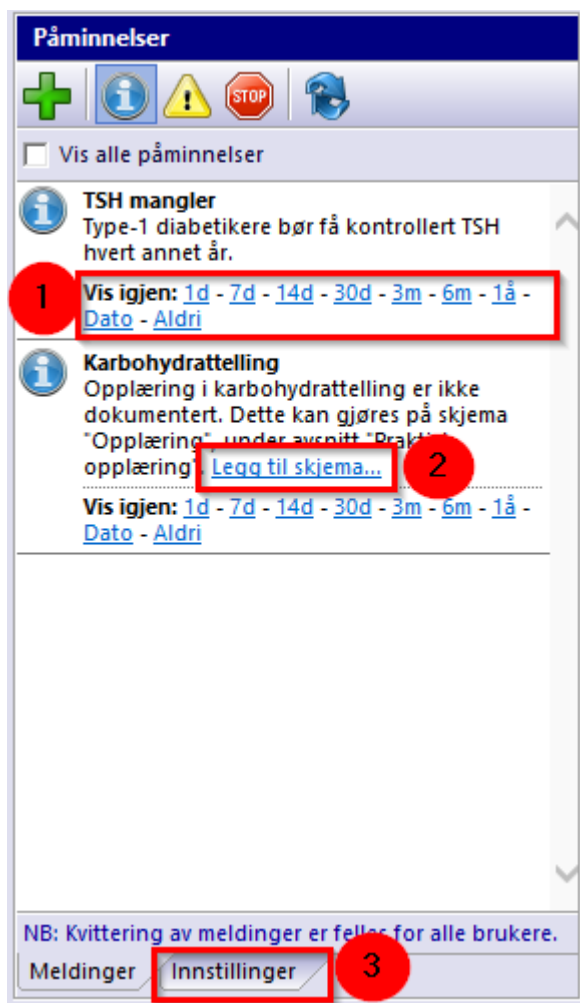 Påminnelser
STOP
Vis alle påminnelser
TSH mangler
Type-1 diabetikere bør få kontrollert TSH
hvert annet år.
1
Vis igjen: 1d - 7d - 14d - 30d - 3m - 6m - 1å -
Dato - Aldri
Karbohydrattelling
Opplæring i karbohydrattelling er ikke
dokumentert. Dette kan gjøres på skjema
"Opplæring", under avsnitt "Praktisk
opplæring". Legg til skjema...
2
Vis igjen: 1d - 7d - 14d - 30d - 3m - 6m - 1å -
Dato - Aldri
NB: Kvittering av meldinger er felles for alle brukere.
Meldinger
Innstillinger
3